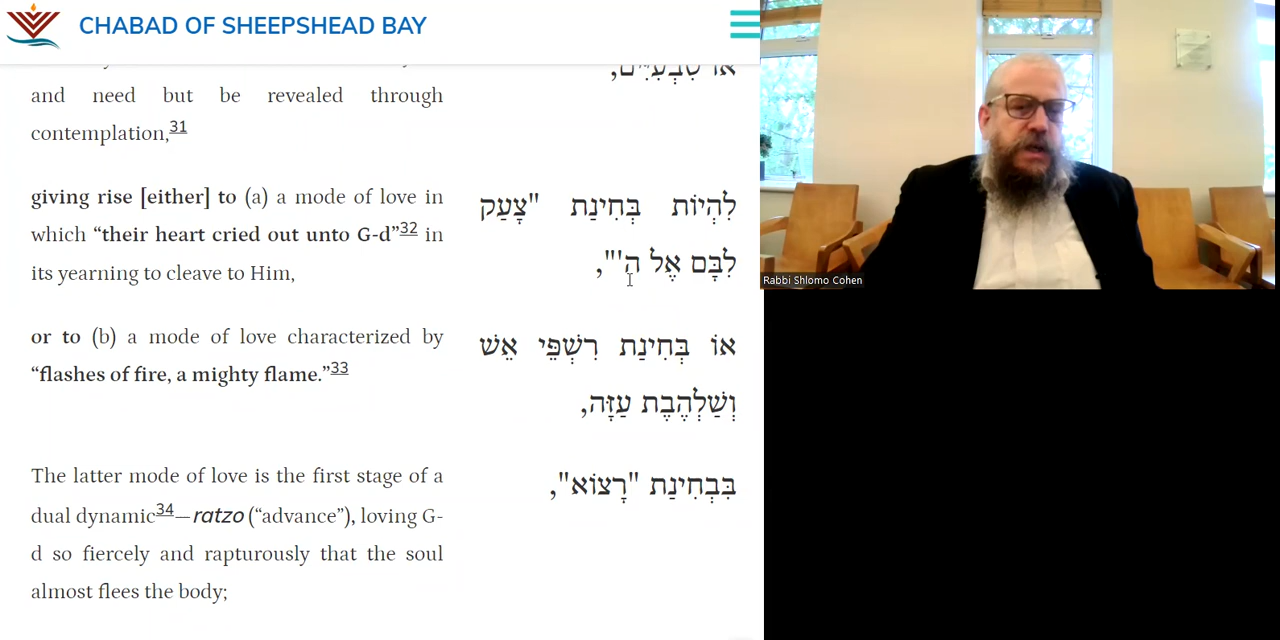 CHABAD OF SHEEPSHEAD BAY
and need but be revealed through
contemplation,31
או טִבְעִיִּים,
giving rise [either] to (a) a mode of love in
which “their heart cried out unto G-d”32 in
its yearning to cleave to Him,
לִהְיוֹת בְּחִינַת "צָעַק
לִבָּם אֶל ה'",
or to (b) a mode of love characterized by
“flashes of fire, a mighty flame.”33
אוֹ בְּחִינַת רִשְׁפֵּי אֵשׁ
וְשַׁלְהֶבֶת עַזָּה,
The latter mode of love is the first stage of a
dual dynamic34—ratzo (“advance”), loving G-
d so fiercely and rapturously that the soul
almost flees the body;
בִּבְחִינַת "רָצוֹא",
Rabbi Shlomo Cohen